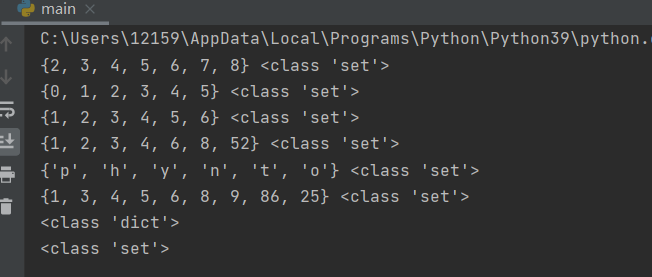 main
C:\Users\12159\AppData\Local\Programs\Python\Python39\python.
{2, 3, 4, 5, 6, 7, 8} <class 'set'>
{0, 1, 2, 3, 4, 5} <class 'set'>
{1, 2, 3, 4, 5, 6} <class 'set'>
{1, 2, 3, 4, 6, 8, 52} <class 'set'>
{'p', 'h', 'y', 'n', 't', 'o'} <class 'set'>
{1, 3, 4, 5, 6, 8, 9, 86, 25} <class 'set'>
<class 'dict'>
<class 'set'>